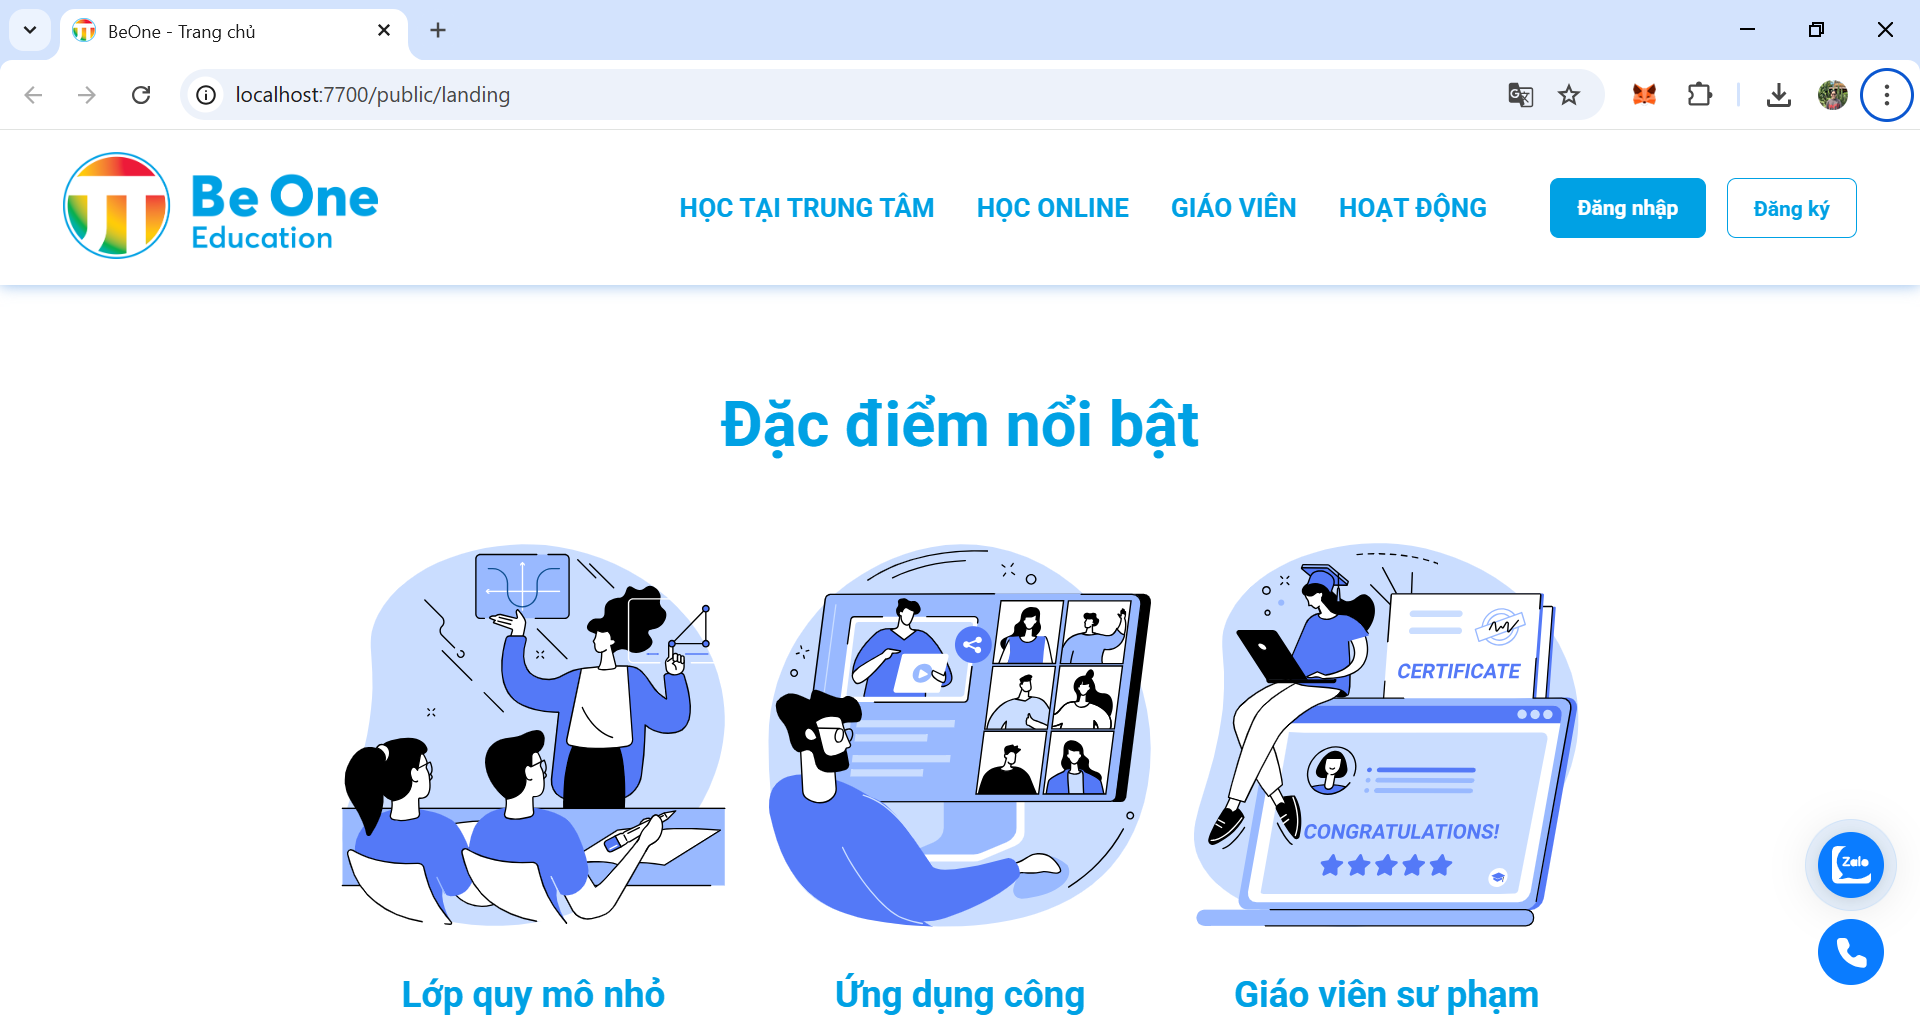 BeOne - Trang chủ
localhost:7700/public/landing
Be One
Education
HỌC TẠI TRUNG TÂM
HỌC ONLINE
GIÁO VIÊN
HOẠT ĐỘNG
Đăng nhập
Đăng ký
Đặc điểm nổi bật
CERTIFICATE
CONGRATULATIONS!
Zalo
Lớp quy mô nhỏ
Ứng dụng công
Giáo viên sư phạm